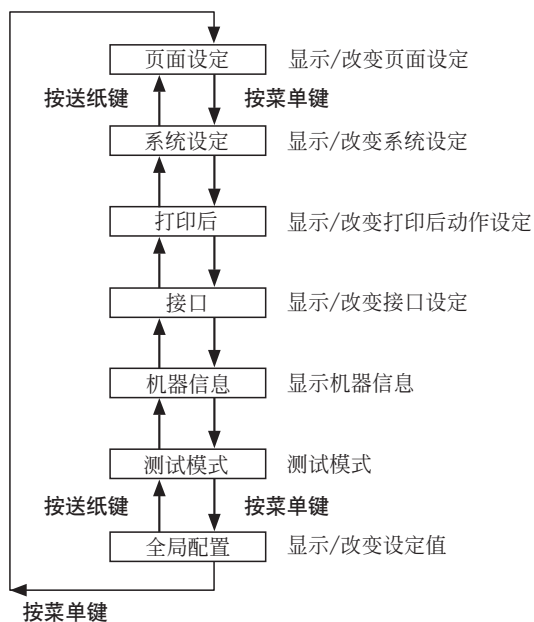 页面设定
显示/改变页面设定
按送纸键
按菜单键
系统设定
显示/改变系统设定
打印后
显示/改变打印后动作设定
接口
显示/改变接口设定
机器信息
显示机器信息
测试模式
测试模式
按送纸键
按菜单键
全局配置
显示/改变设定值
按菜单键